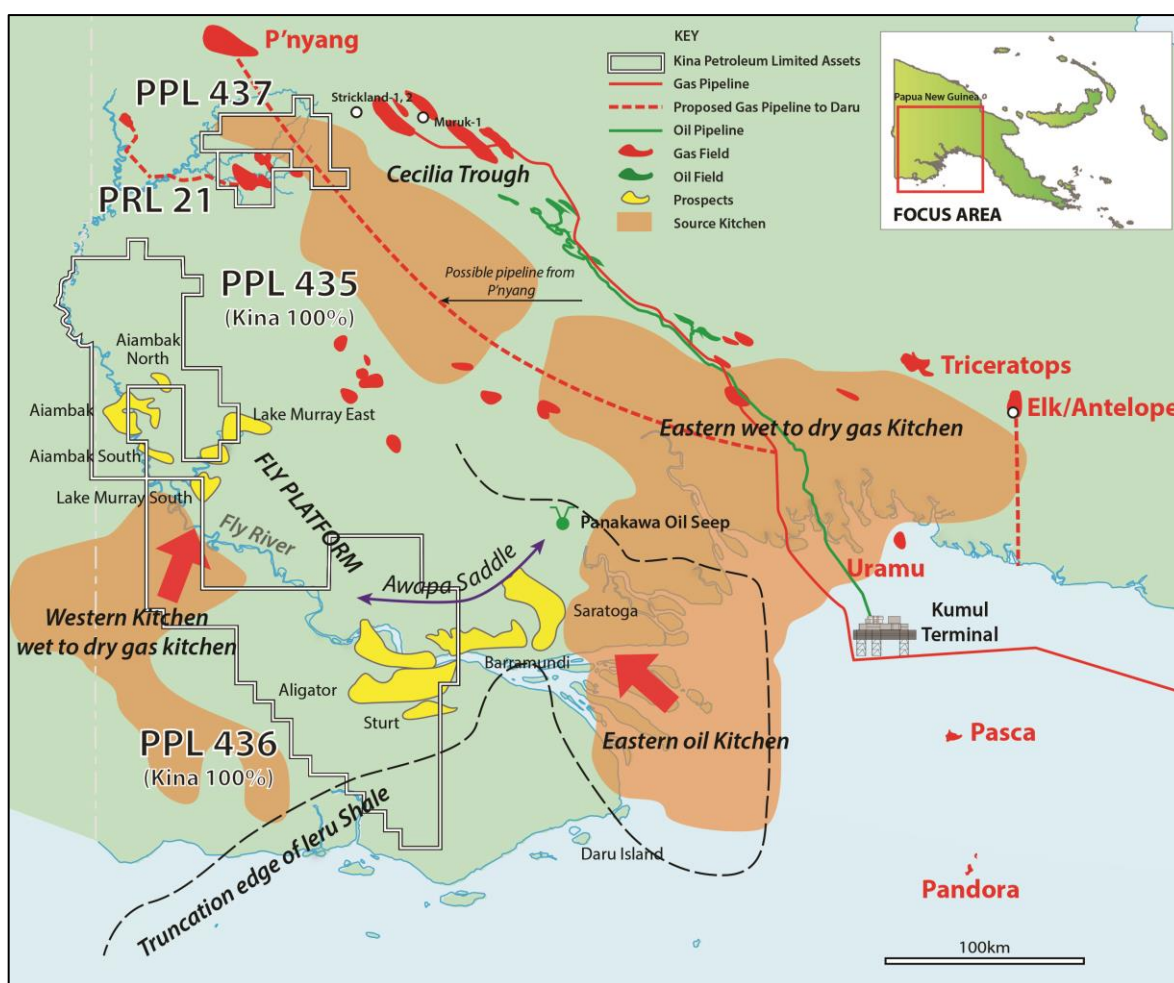 P'nyang
PPL 437
Strickland-1, 2
Muruk-1
Cecilia Trough
PRL 21
KEY
Kina Petroleum Limited Assets
Gas Pipeline
Proposed Gas Pipeline to Daru
Oil Pipeline
Gas Field
Oil Field
Prospects
Source Kitchen
Papua New Guinea
FOCUS AREA
PPL 435
(Kina 100%)
Possible pipeline from
P'nyang
Aiambak
North
Aiambak
Lake Murray East
Aiambak South
Lake Murray South
FLY PLATFORM
Fly River
Triceratops
Elk/Antelope
Eastern wet to dry gas Kitchen
Panakawa Oil Seep
Awapa Saddle
Uramu
Western Kitchen
wet to dry gas kitchen
Saratoga
Kumul
Terminal
Barramundi
Aligator
Sturt
Eastern oil Kitchen
PPL 436
(Kina 100%)
Pasca
Truncation edge of Ieru Shale
Daru Island
Pandora
100km